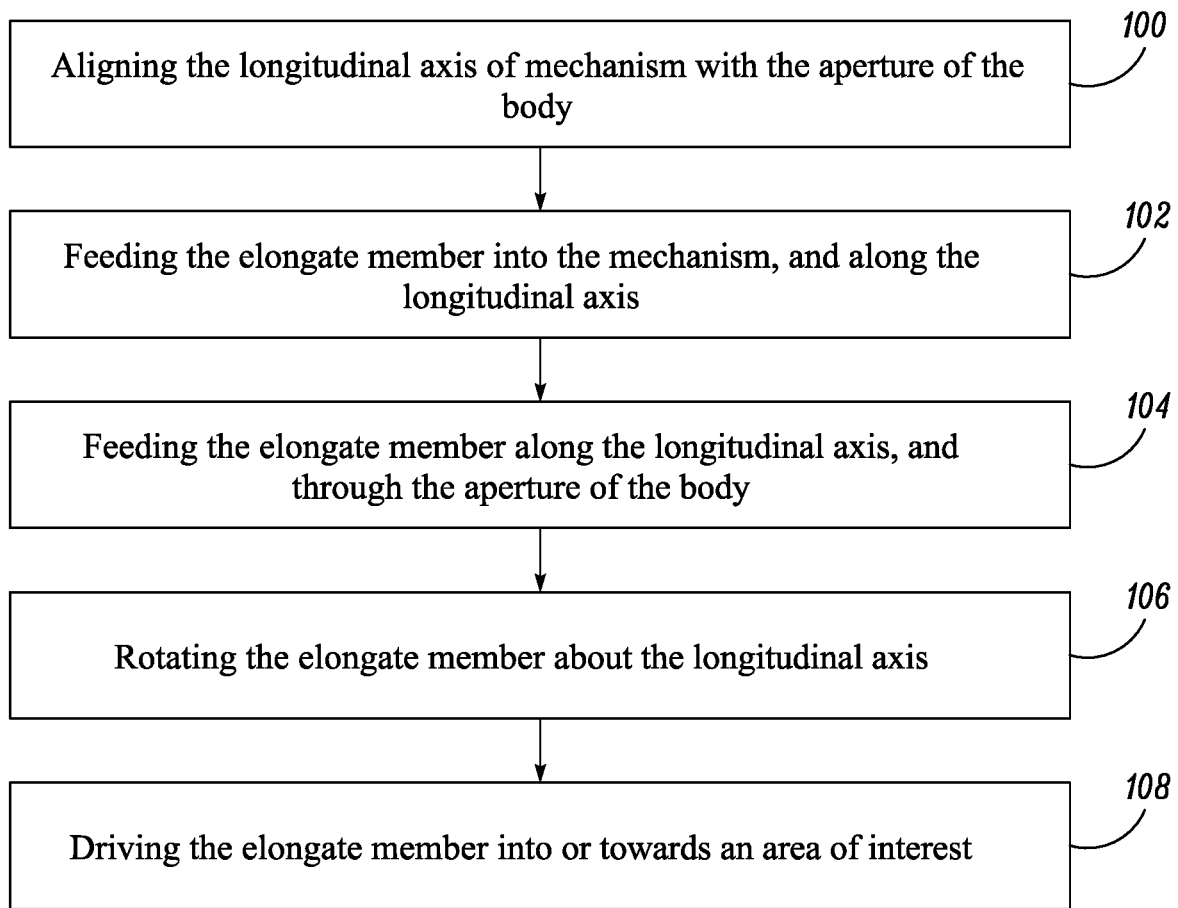 100
Aligning the longitudinal axis of mechanism with the aperture of the
body
102
Feeding the elongate member into the mechanism, and along the
longitudinal axis
104
Feeding the elongate member along the longitudinal axis, and
through the aperture of the body
106
Rotating the elongate member about the longitudinal axis
108
Driving the elongate member into or towards an area of interest